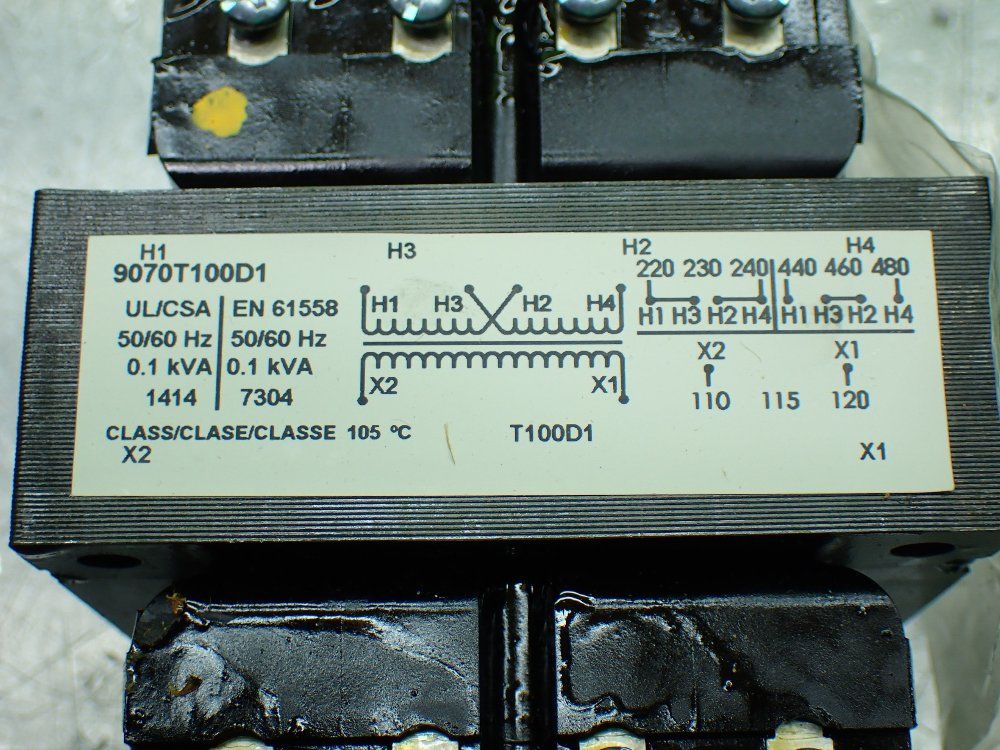 H1 H3 H2 H4
9070T100D1
220 230 240 440 460 480
UL/CSA EN 61558
H1 H3 H2 H4
H1 H3 H2 H4 H1 H3 H2 H4
50/60 Hz 50/60 Hz
0.1 kVA 0.1 kVA
X2 X1
X2 X1
1414 7304
110 115 120
CLASS/CLASE/CLASSE 105 ºC T100D1
X2 X1